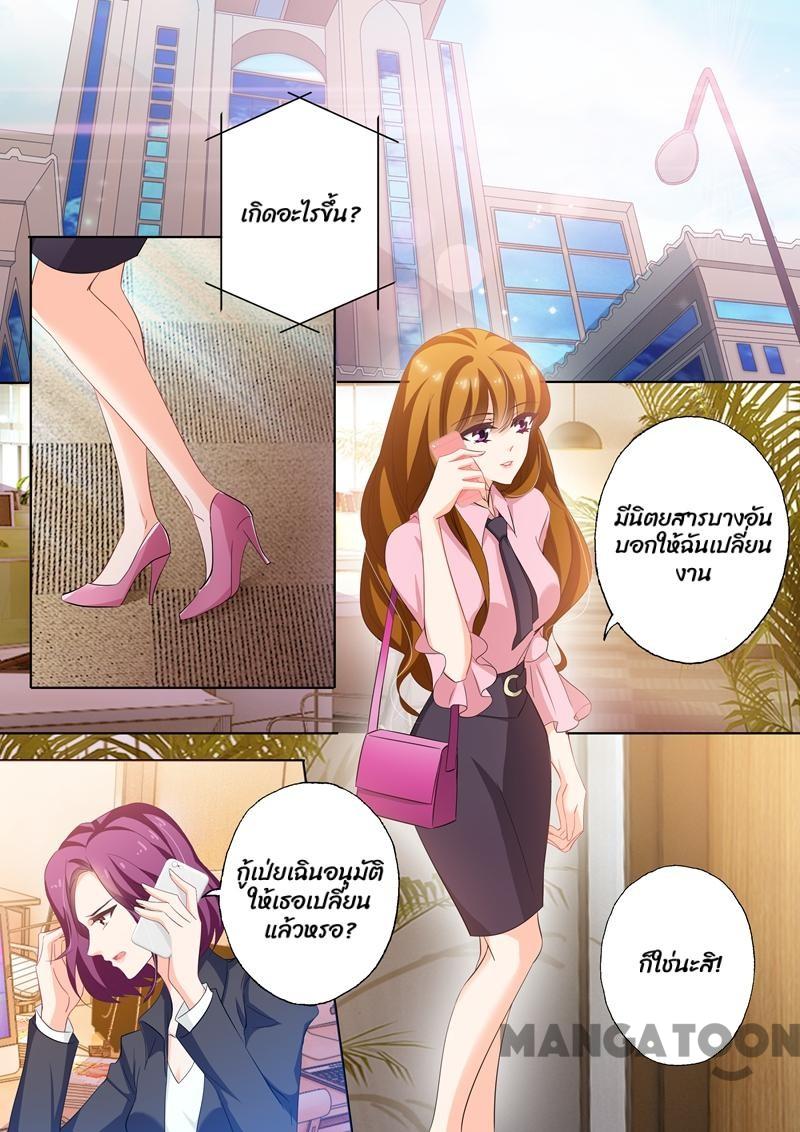 เกิดอะไรขึ้น?
มีนิตยสารบางอัน
บอกให้ฉันเปลี่ยน
งาน
กู้เป่ยเฉินอนุมัติ
ให้เธอเปลี่ยน
แล้วหรอ?
ก็ใช่นะสิ!
MANGATOON